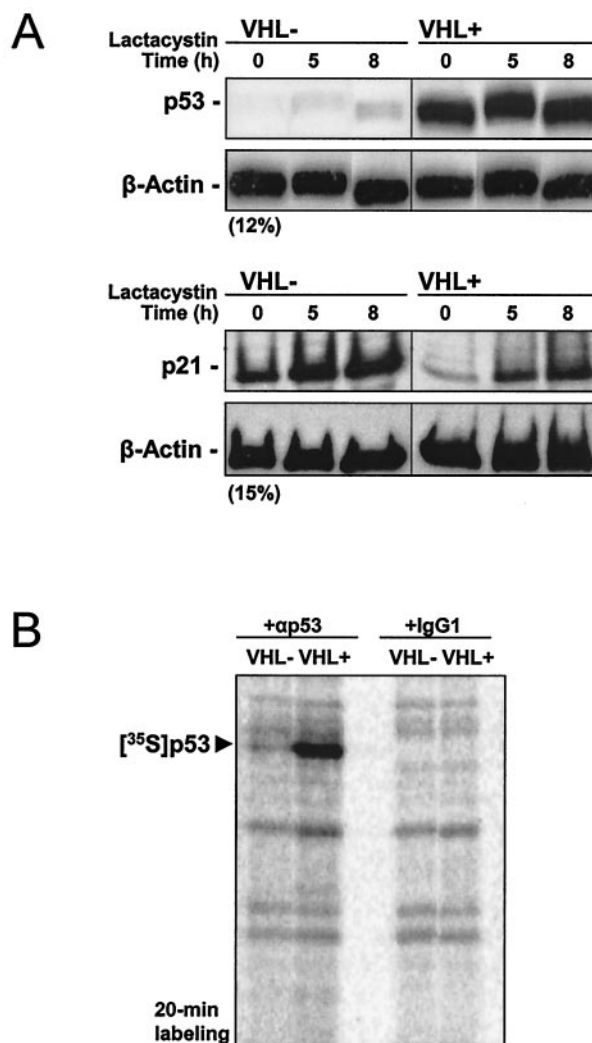 A
VHL- VHL+
Lactacystin
Time (h) 0 5 8 0 5 8
p53 -
β-Actin -
(12%)
VHL- VHL+
Lactacystin
Time (h) 0 5 8 0 5 8
p21 -
β-Actin -
(15%)
B
+αp53 +IgG1
VHL- VHL+ VHL- VHL+
[³⁵S]p53
20-min
labeling